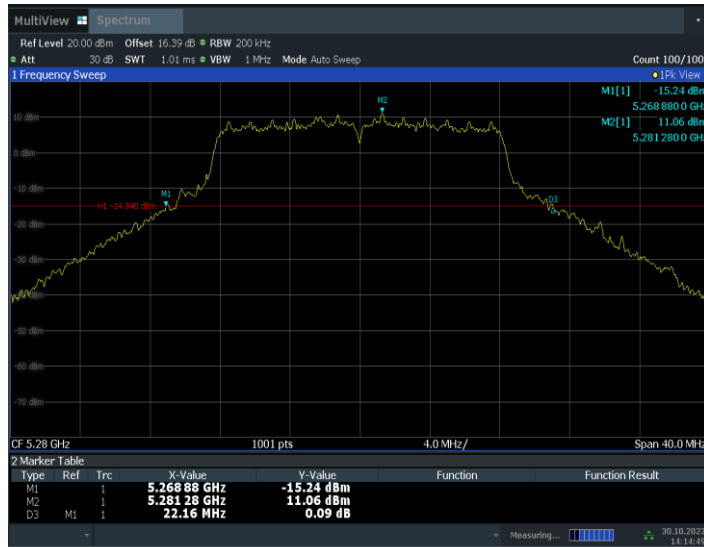 MultiView Spectrum
Ref Level 20.00 dBm Offset 16.39 dB RBW 200 kHz
Att 30 dB SWT 1.01 ms VBW 1 MHz Mode Auto Sweep Count 100/100
1 Frequency Sweep 1Pk View
M1[1] -15.24 dBm
5.268 880 0 GHz
M2[1] 11.06 dBm
5.281 280 0 GHz
M2
10 dBm
0 dBm
-10 dBm
M1
D3
H1 -14.940 dBm
-20 dBm
-30 dBm
-40 dBm
-50 dBm
-60 dBm
-70 dBm
CF 5.28 GHz 1001 pts 4.0 MHz/ Span 40.0 MHz
2 Marker Table
Type Ref Trc X-Value Y-Value Function Function Result
M1 1 5.268 88 GHz -15.24 dBm
M2 1 5.281 28 GHz 11.06 dBm
D3 M1 1 22.16 MHz 0.09 dB
Measuring... 30.10.2023
14:14:49